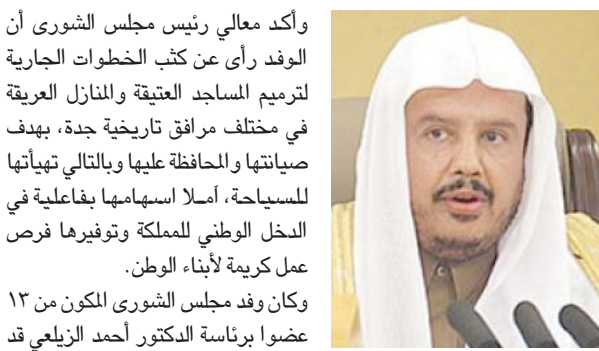 وأكد معالي رئيس مجلس الشورى أن
الوفد رأى عن كثب الخطوات الجارية
لترميم المساجد العتيقة والمنازل العريقة
في مختلف مرافق تاريخية جدة، بهدف
صيانتها والمحافظة عليها وبالتالي تهيأتها
للسياحة، آملا اسهامها بفاعلية في
الدخل الوطني للمملكة وتوفيرها فرص
عمل كريمة لأبناء الوطن.
وكان وفد مجلس الشورى المكون من ١٣
عضوا برئاسة الدكتور أحمد الزيلعي قد